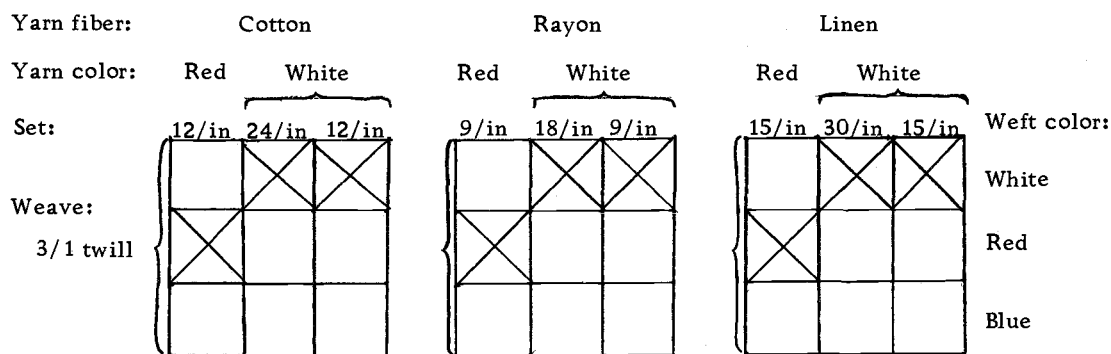 Yarn fiber: Cotton Rayon Linen
Yarn color: Red White Red White Red White
Set: 12/in 24/in 12/in 9/in 18/in 9/in 15/in 30/in 15/in Weft color:
White
Weave:
3/1 twill Red
Blue